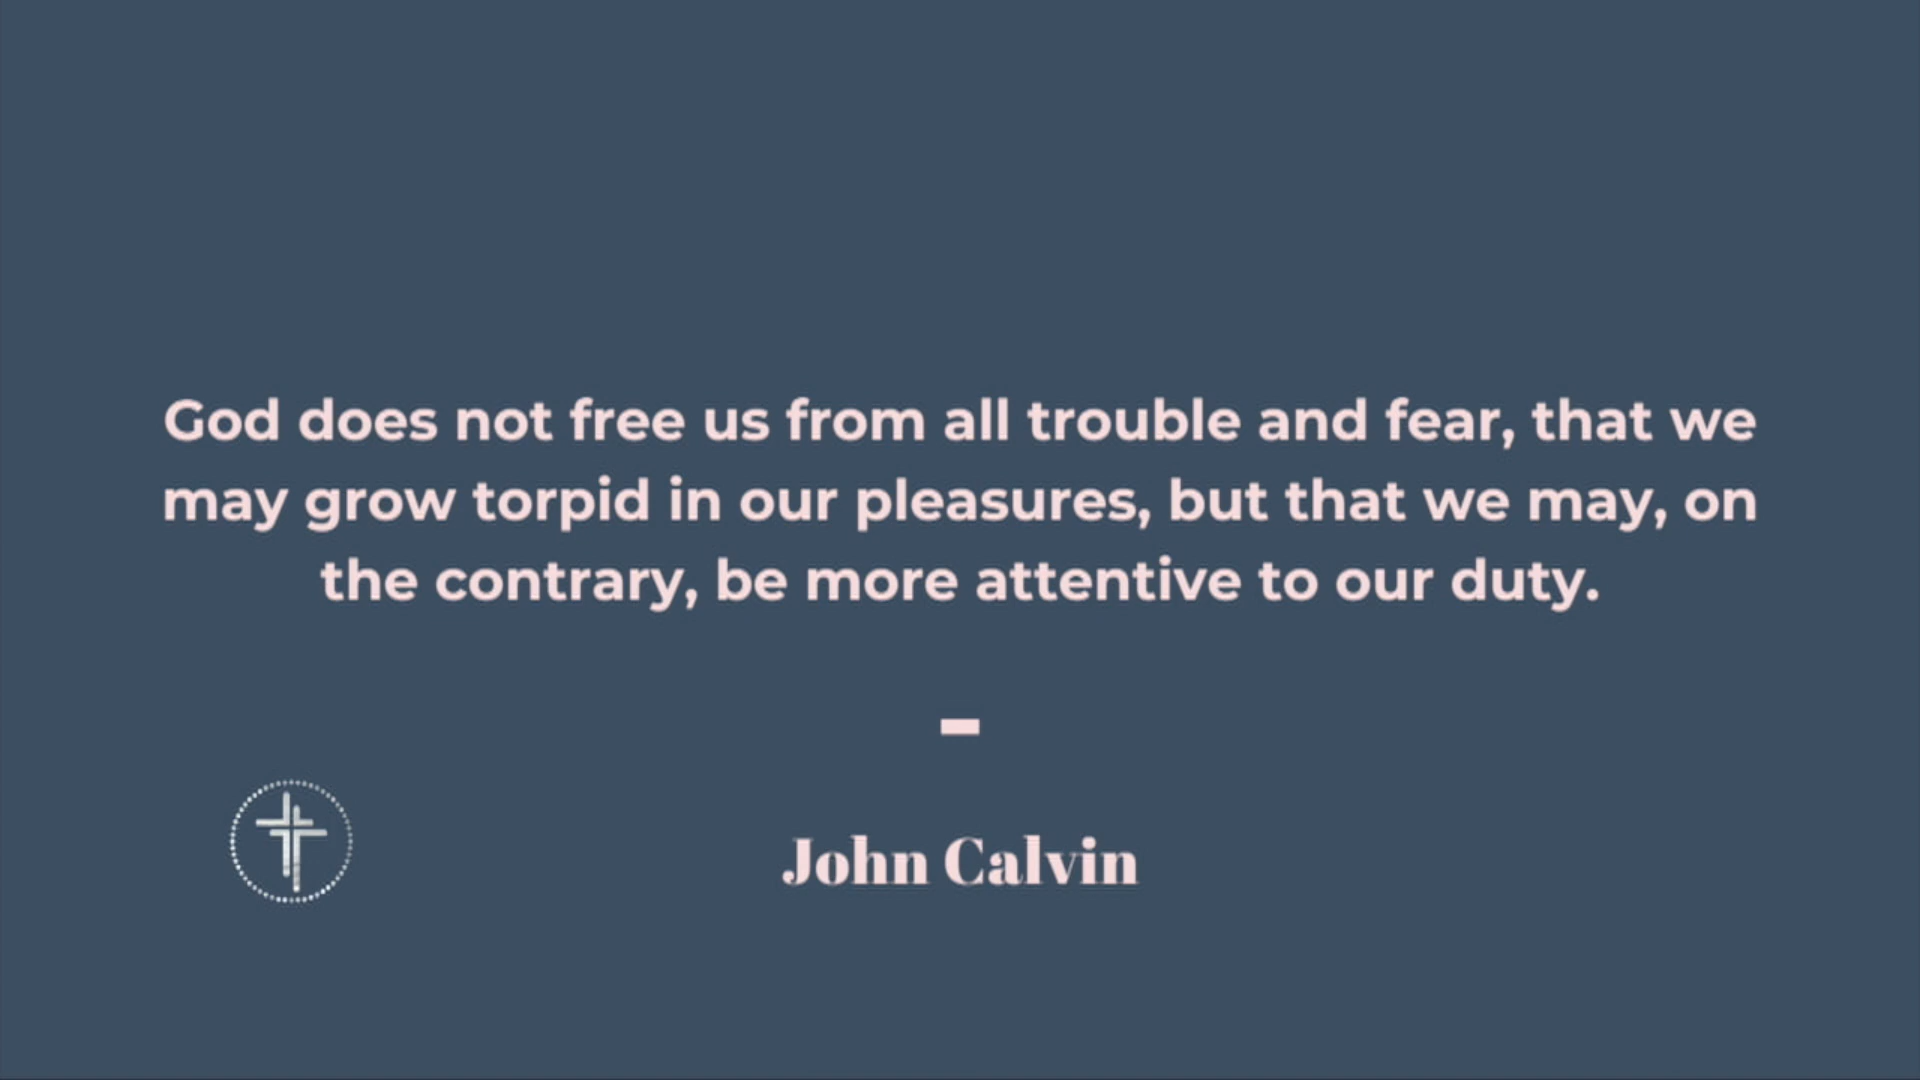 God does not free us from all trouble and fear, that we
may grow torpid in our pleasures, but that we may, on
the contrary, be more attentive to our duty.
-
John Calvin